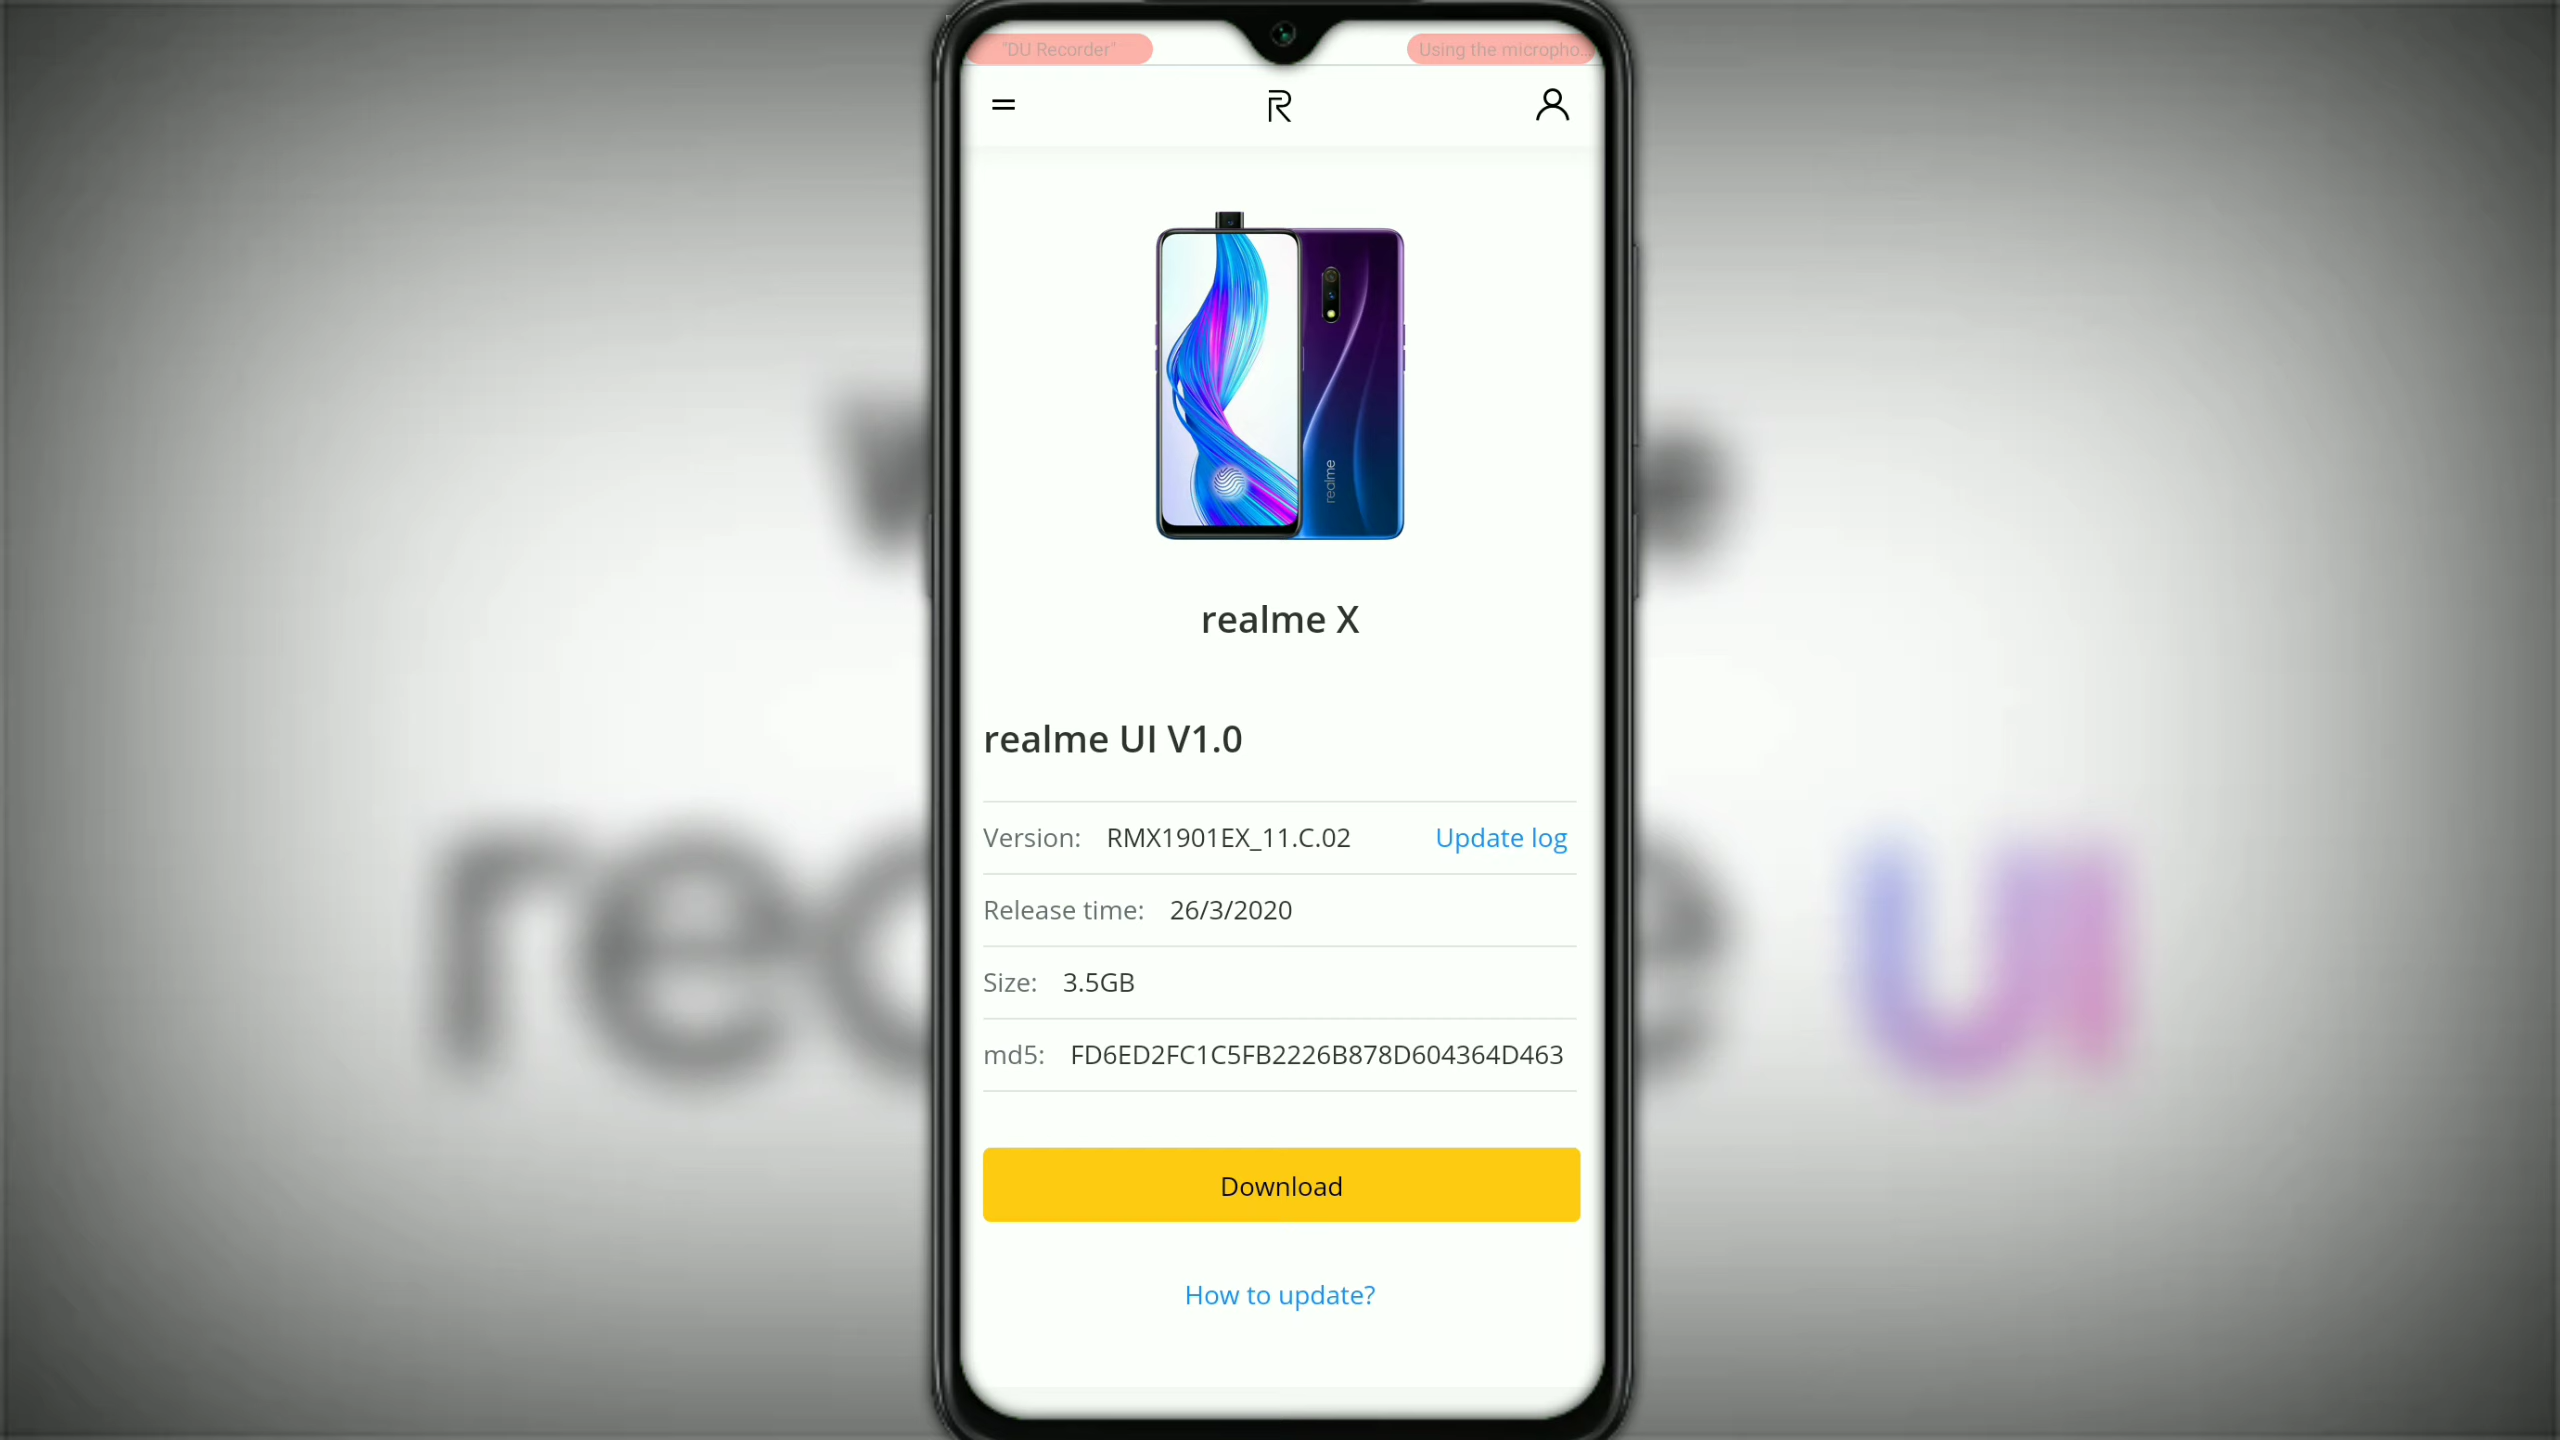 "DU Recorder"
Using the micropho...
realme
realme X
realme UI V1.0
Version: RMX1901EX_11.C.02 Update log
Release time: 26/3/2020
Size: 3.5GB
md5: FD6ED2FC1C5FB2226B878D604364D463
Download
How to update?